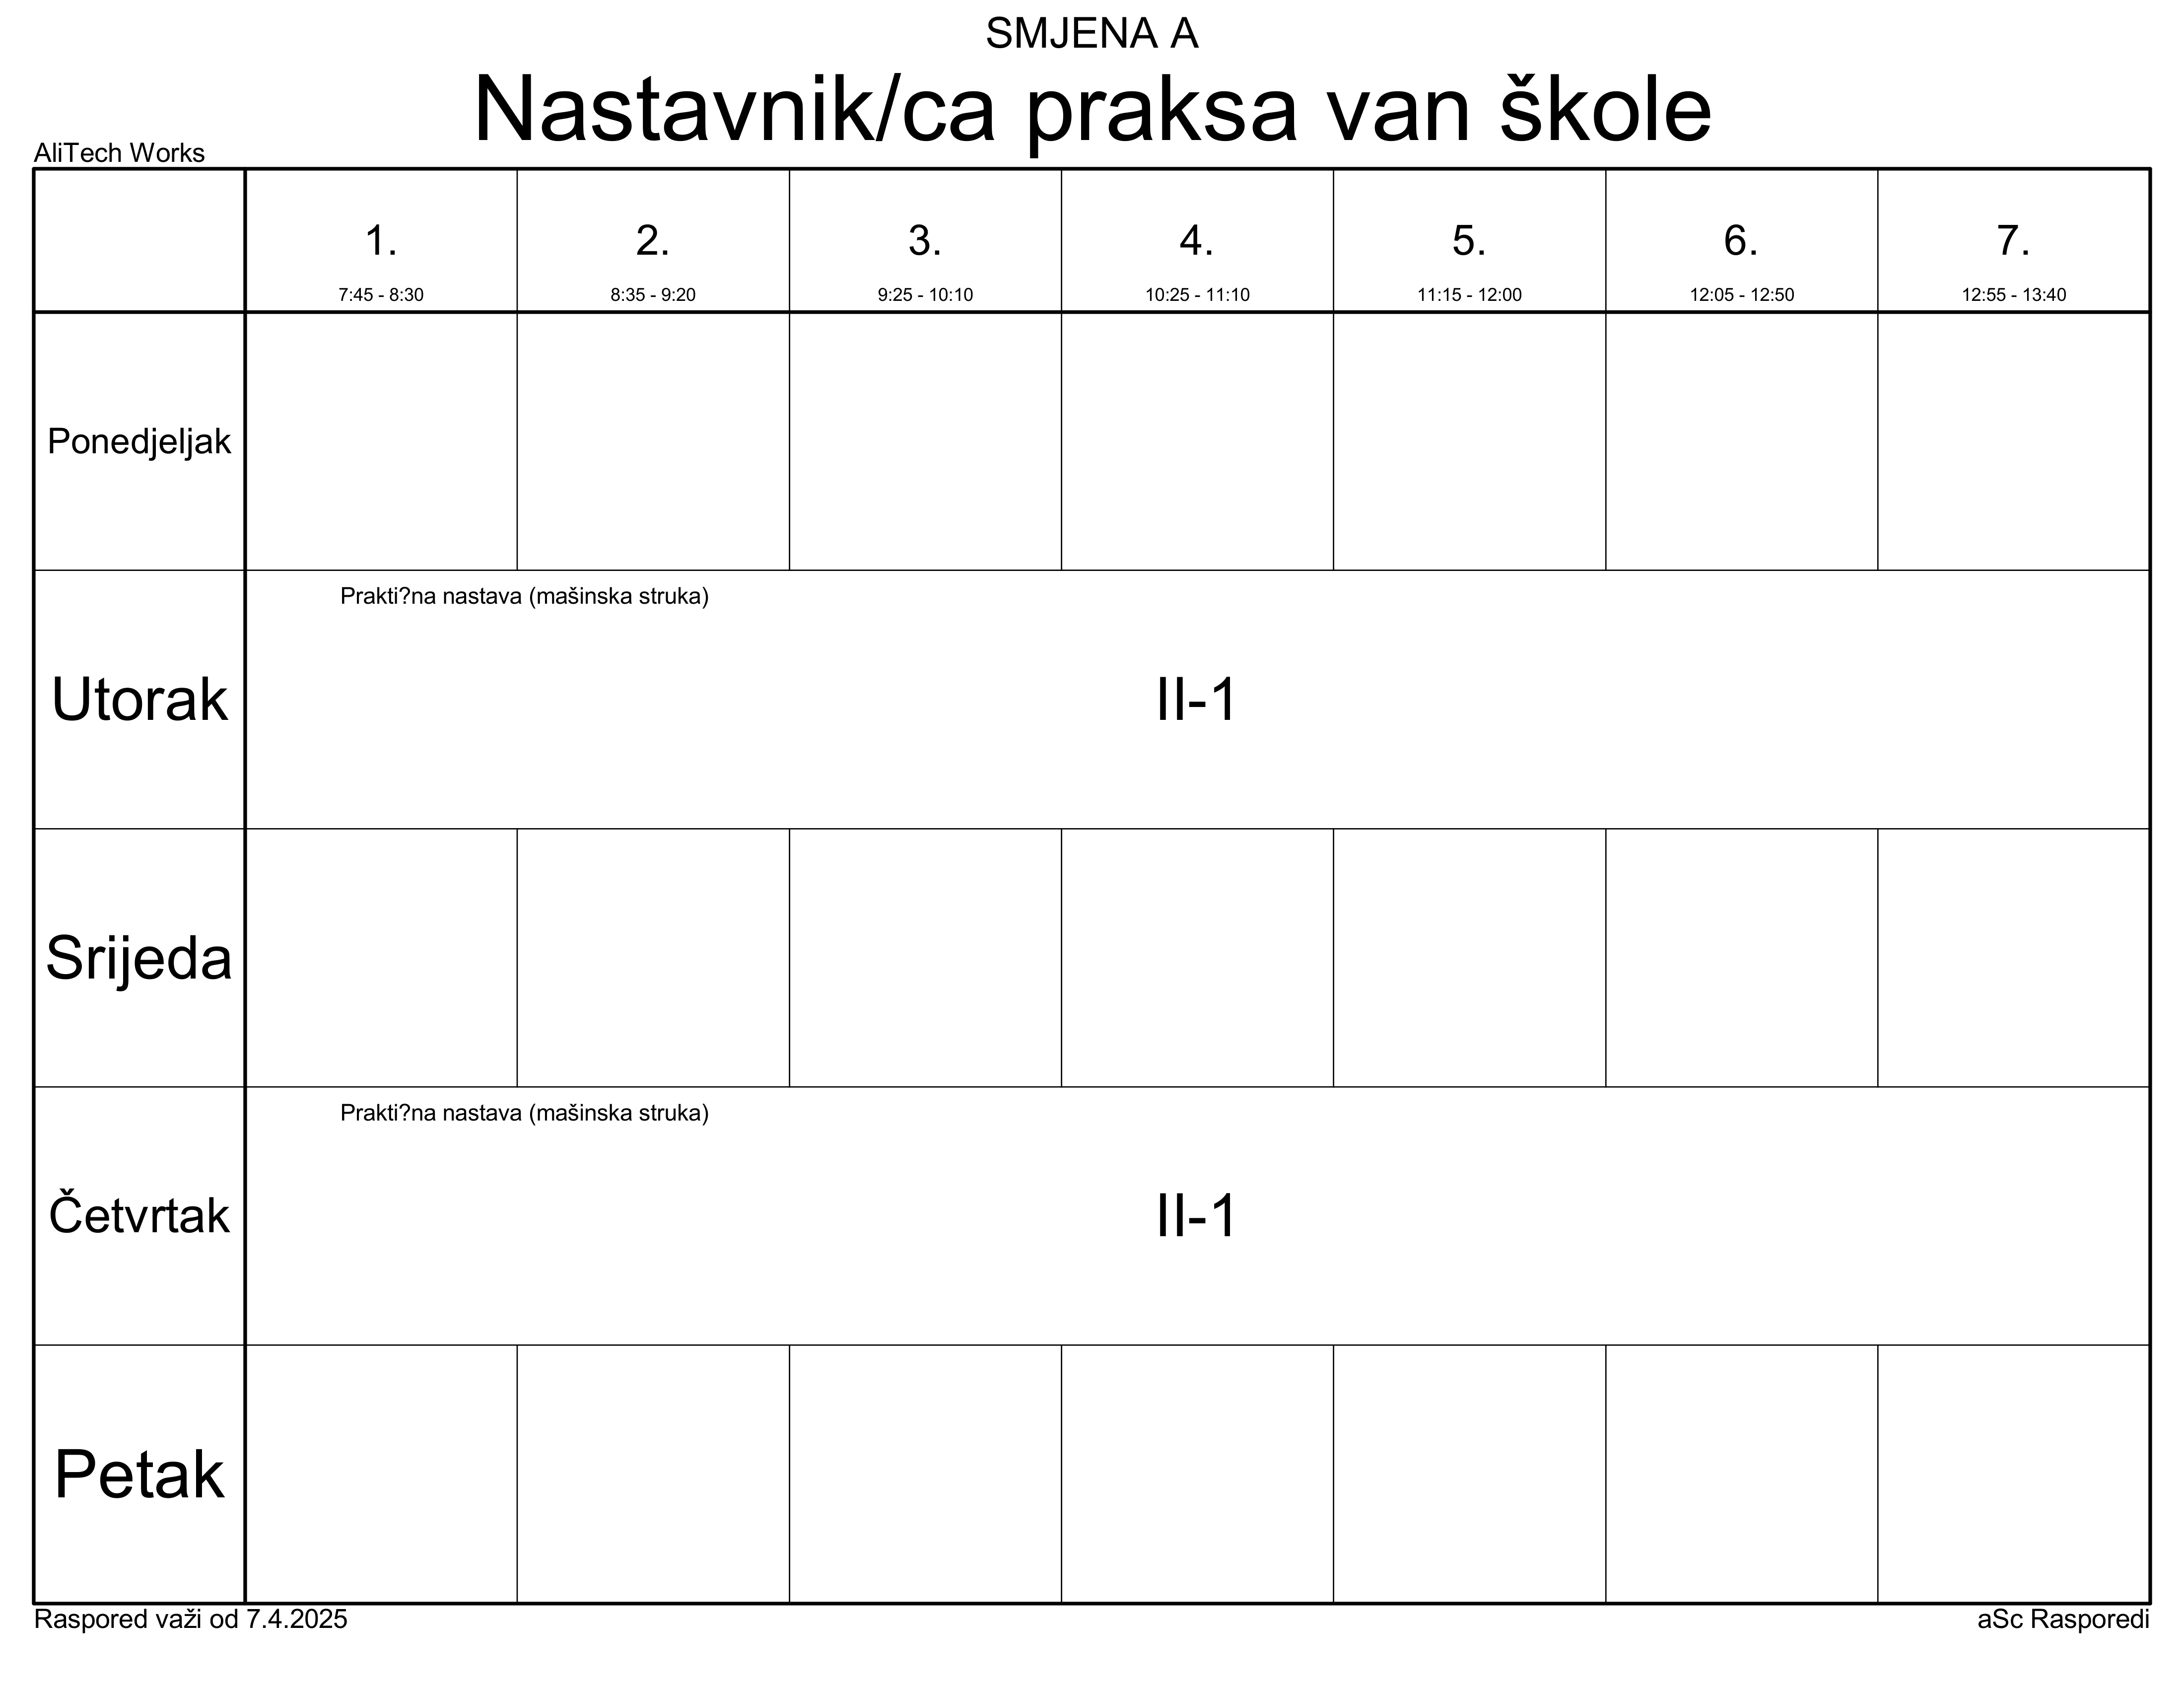 SMJENA A
Nastavnik/ca praksa van škole
AliTech Works
1. 2. 3. 4. 5. 6. 7.
7:45 - 8:30 8:35 - 9:20 9:25 - 10:10 10:25 - 11:10 11:15 - 12:00 12:05 - 12:50 12:55 - 13:40
Ponedjeljak
Prakti?na nastava (mašinska struka)
Utorak II-1
Srijeda
Prakti?na nastava (mašinska struka)
Četvrtak II-1
Petak
Raspored važi od 7.4.2025 aSc Rasporedi